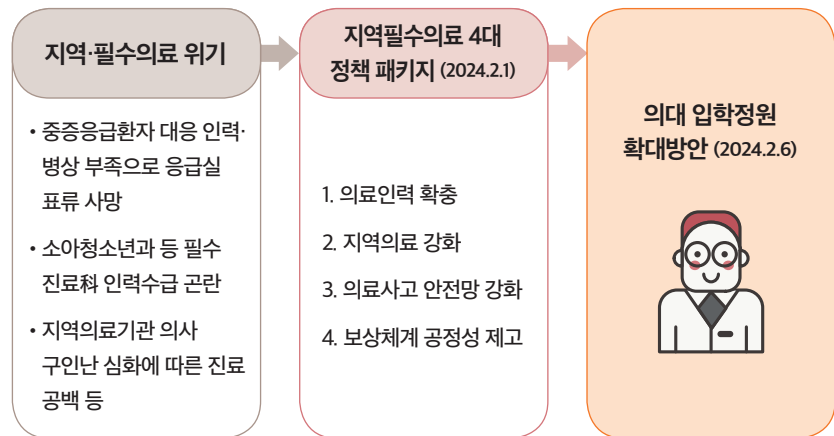 지역·필수의료 위기
• 중증응급환자 대응 인력·
병상 부족으로 응급실
표류 사망
• 소아청소년과 등 필수
진료科 인력수급 곤란
• 지역의료기관 의사
구인난 심화에 따른 진료
공백 등
지역필수의료 4대
정책 패키지 (2024.2.1)
1. 의료인력 확충
2. 지역의료 강화
3. 의료사고 안전망 강화
4. 보상체계 공정성 제고
의대 입학정원
확대방안 (2024.2.6)